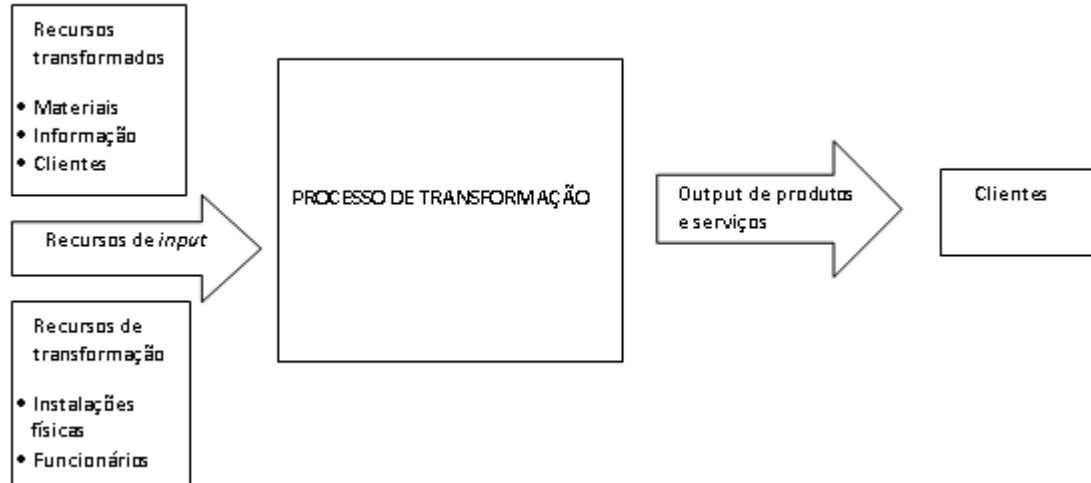 Recursos
transformados
• Materiais
• Informação
• Clientes
Recursos de input
Recursos de
transformação
• Instalações
físicas
• Funcionários
PROCESSO DE TRANSFORMAÇÃO
Output de produtos
e serviços
Clientes